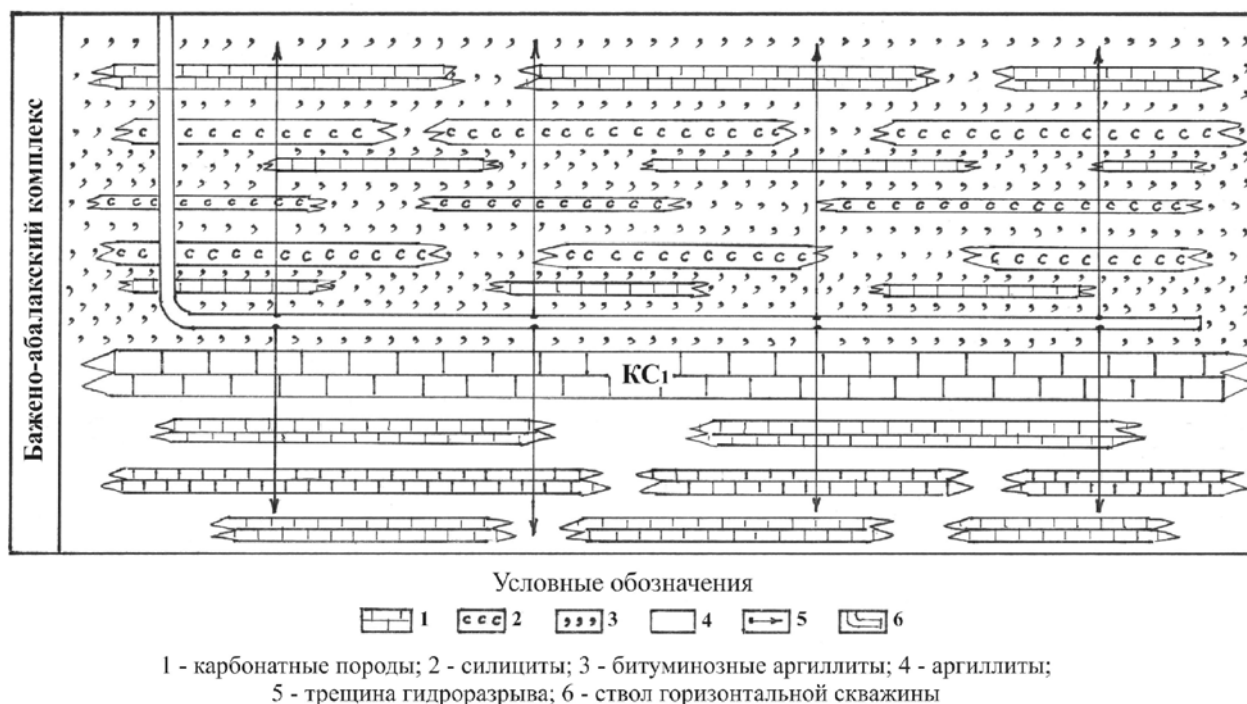 Бажено-абалакский комплекс
КС1
Условные обозначения
1 2 3 4 5 6
1 - карбонатные породы; 2 - силициты; 3 - битуминозные аргиллиты; 4 - аргиллиты;
5 - трещина гидроразрыва; 6 - ствол горизонтальной скважины